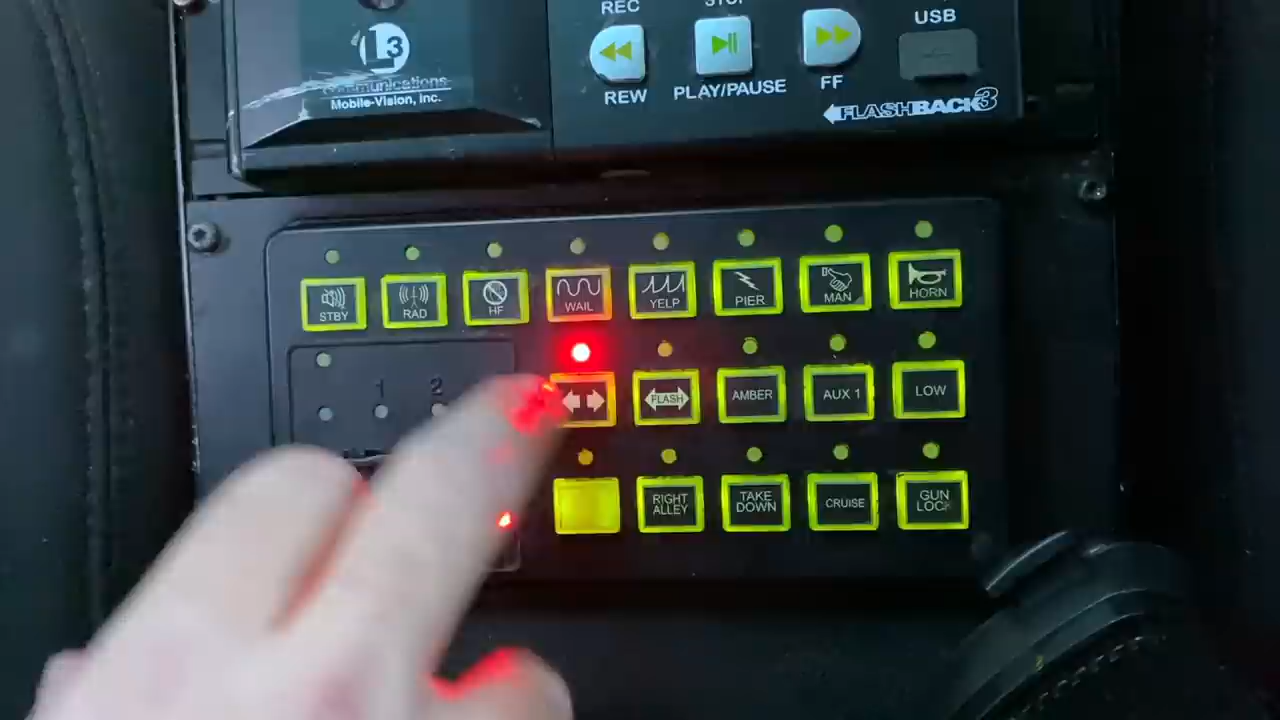 REC
USB
L3
communications
Mobile-Vision, Inc.
REW
PLAY/PAUSE
FF
FLASHBACK3
STBY
RAD
HF
WAIL
YELP
PIER
MAN
HORN
1 2
FLASH
AMBER
AUX 1
LOW
RIGHT
ALLEY
TAKE
DOWN
CRUISE
GUN
LOCK